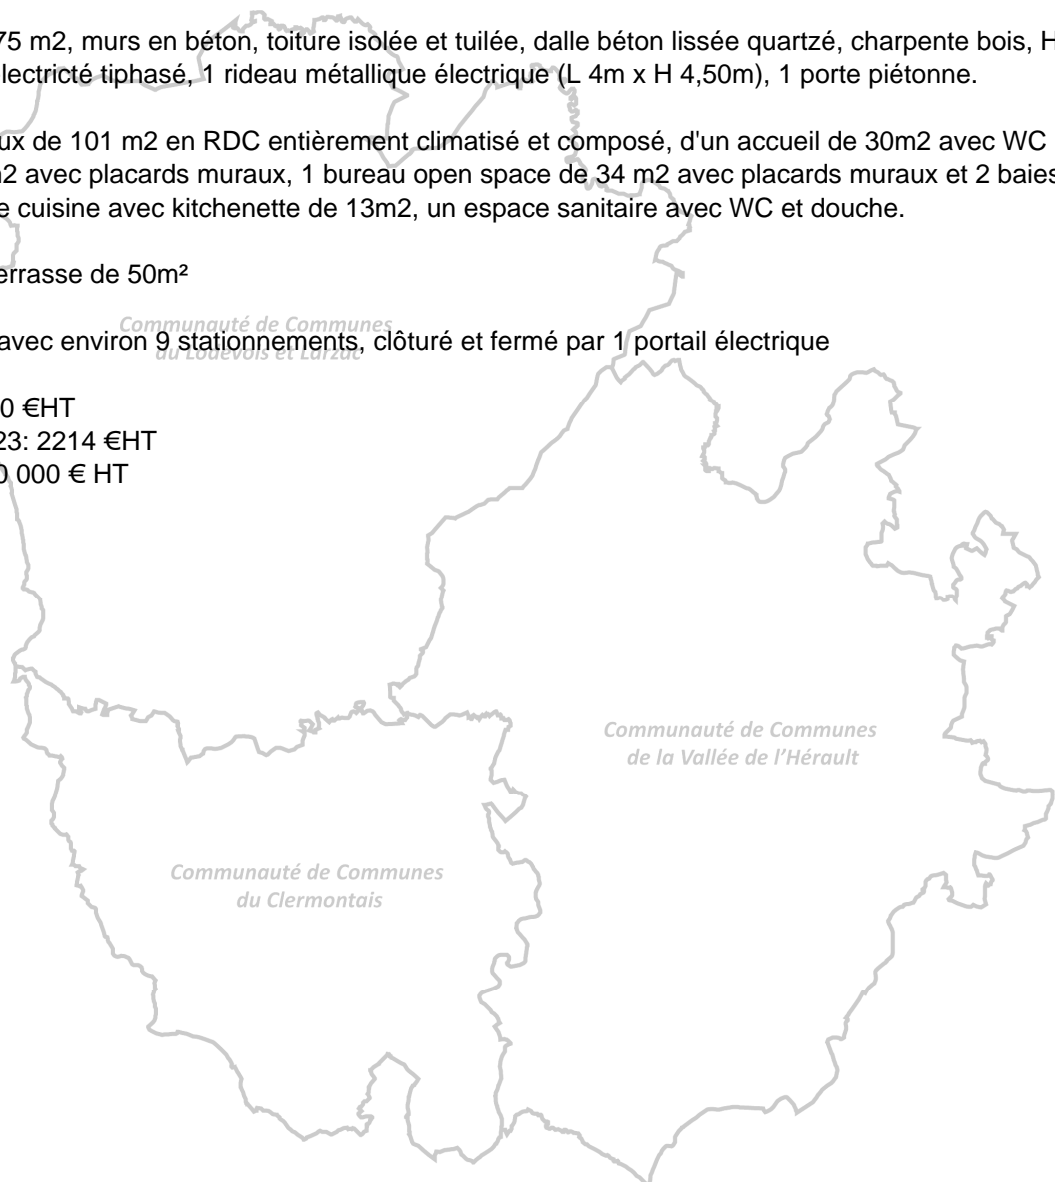 75 m2, murs en béton, toiture isolée et tuilée, dalle béton lissée quartzé, charpente bois, H
lectricté tiphasé, 1 rideau métallique électrique (L 4m x H 4,50m), 1 porte piétonne.
ux de 101 m2 en RDC entièrement climatisé et composé, d'un accueil de 30m2 avec WC
n2 avec placards muraux, 1 bureau open space de 34 m2 avec placards muraux et 2 baies
e cuisine avec kitchenette de 13m2, un espace sanitaire avec WC et douche.
errasse de 50m²
Communauté de Communes
du Lodévois et Larzac
avec environ 9 stationnements, clôturé et fermé par 1 portail électrique
0 €HT
23: 2214 €HT
0 000 € HT
Communauté de Communes
de la Vallée de l'Hérault
Communauté de Communes
du Clermontais